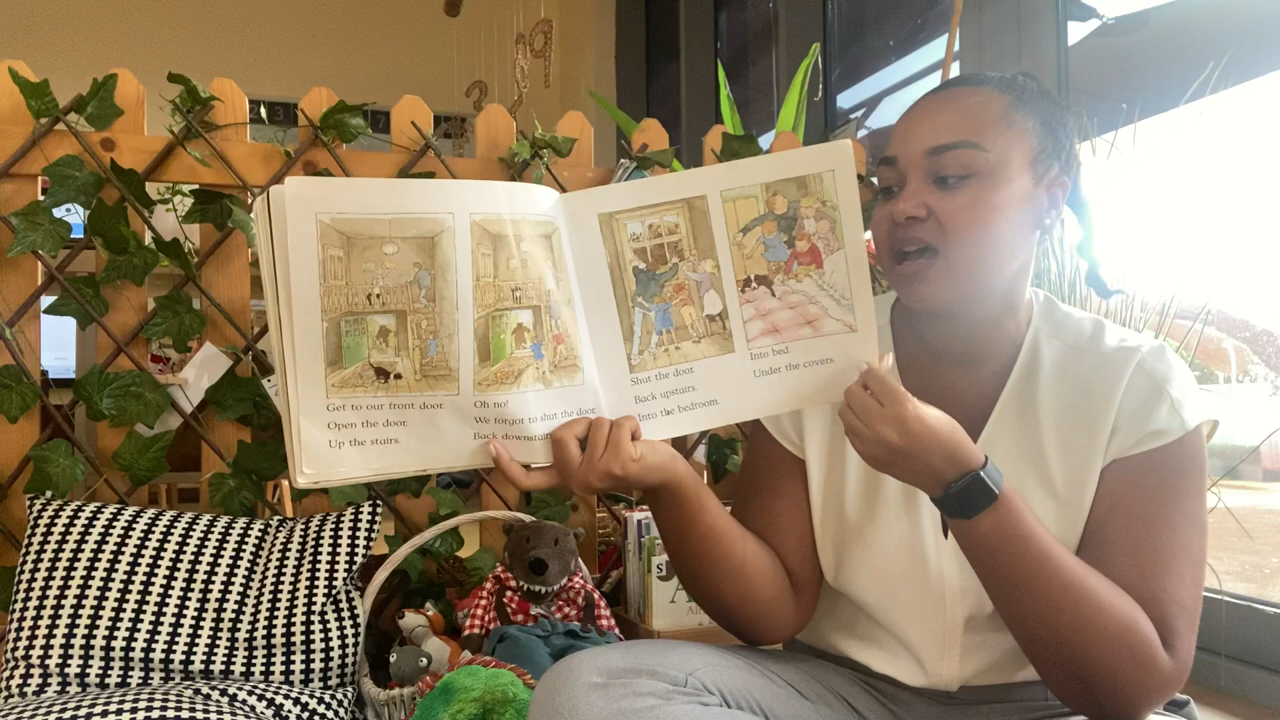 Get to our front door.
Open the door.
Up the stairs.
Oh no!
We forgot to shut the door.
Back downstairs
Shut the door.
Back upstairs.
Into the bedroom.
Into bed.
Under the covers.
9